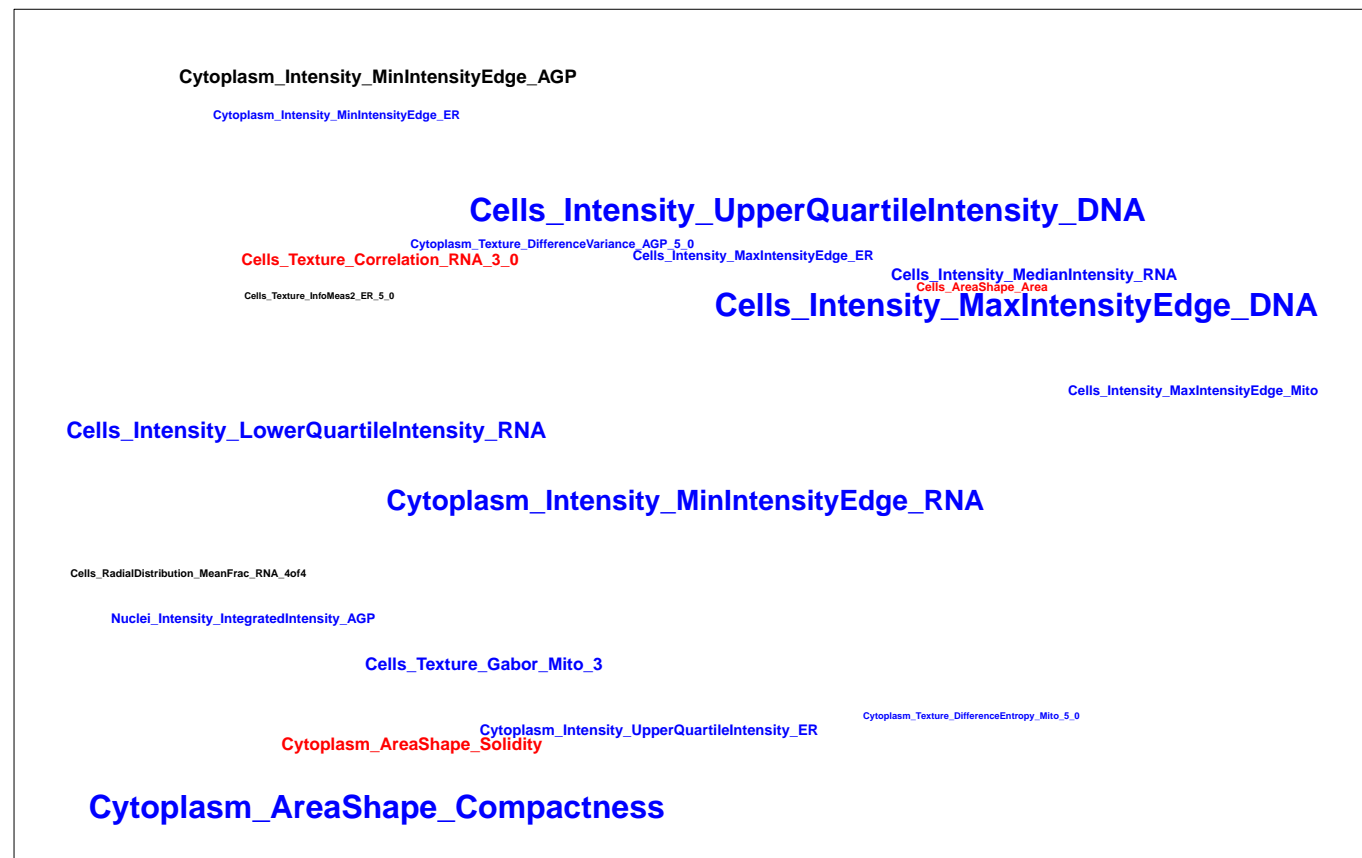 Cytoplasm_Intensity_MinIntensityEdge_AGP
Cytoplasm_Intensity_MinIntensityEdge_ER
Cells_Intensity_UpperQuartileIntensity_DNA
Cytoplasm_Texture_DifferenceVariance_AGP_5_0
Cells_Intensity_MaxIntensityEdge_ER
Cells_Texture_Correlation_RNA_3_0
Cells_Intensity_MedianIntensity_RNA
Cells_AreaShape_Area
Cells_Texture_InfoMeas2_ER_5_0
Cells_Intensity_MaxIntensityEdge_DNA
Cells_Intensity_MaxIntensityEdge_Mito
Cells_Intensity_LowerQuartileIntensity_RNA
Cytoplasm_Intensity_MinIntensityEdge_RNA
Cells_RadialDistribution_MeanFrac_RNA_4of4
Nuclei_Intensity_IntegratedIntensity_AGP
Cells_Texture_Gabor_Mito_3
Cytoplasm_Texture_DifferenceEntropy_Mito_5_0
Cytoplasm_Intensity_UpperQuartileIntensity_ER
Cytoplasm_AreaShape_Solidity
Cytoplasm_AreaShape_Compactness